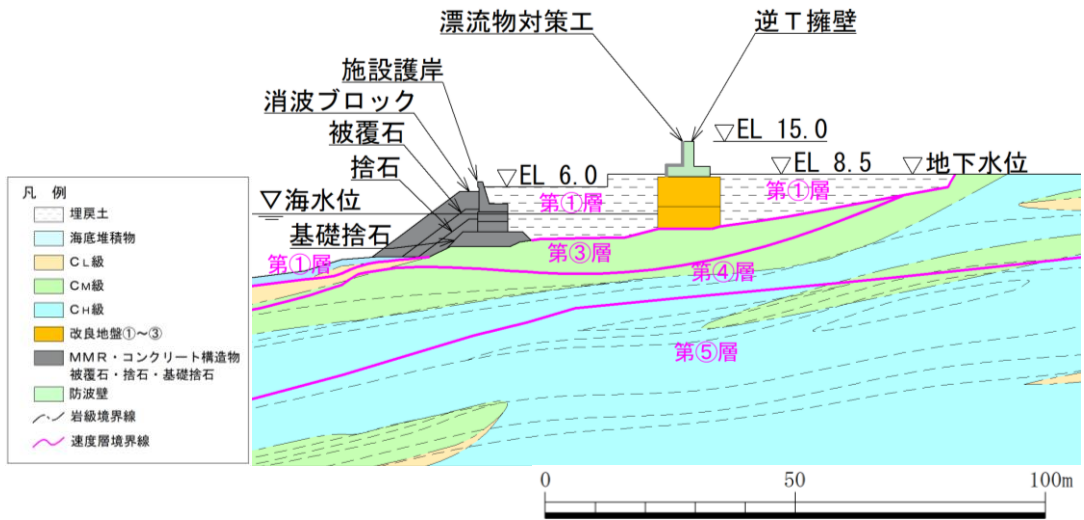 漂流物対策工
逆T擁壁
施設護岸
消波ブロック
被覆石
捨石
▽海水位
基礎捨石
▽EL 15.0
▽EL 6.0
▽EL 8.5
▽地下水位
第①層
第①層
第①層
第③層
第④層
第⑤層
凡 例
埋戻土
海底堆積物
CL級
CM級
CH級
改良地盤①～③
MMR・コンクリート構造物
被覆石・捨石・基礎捨石
防波壁
岩級境界線
速度層境界線
0
50
100m